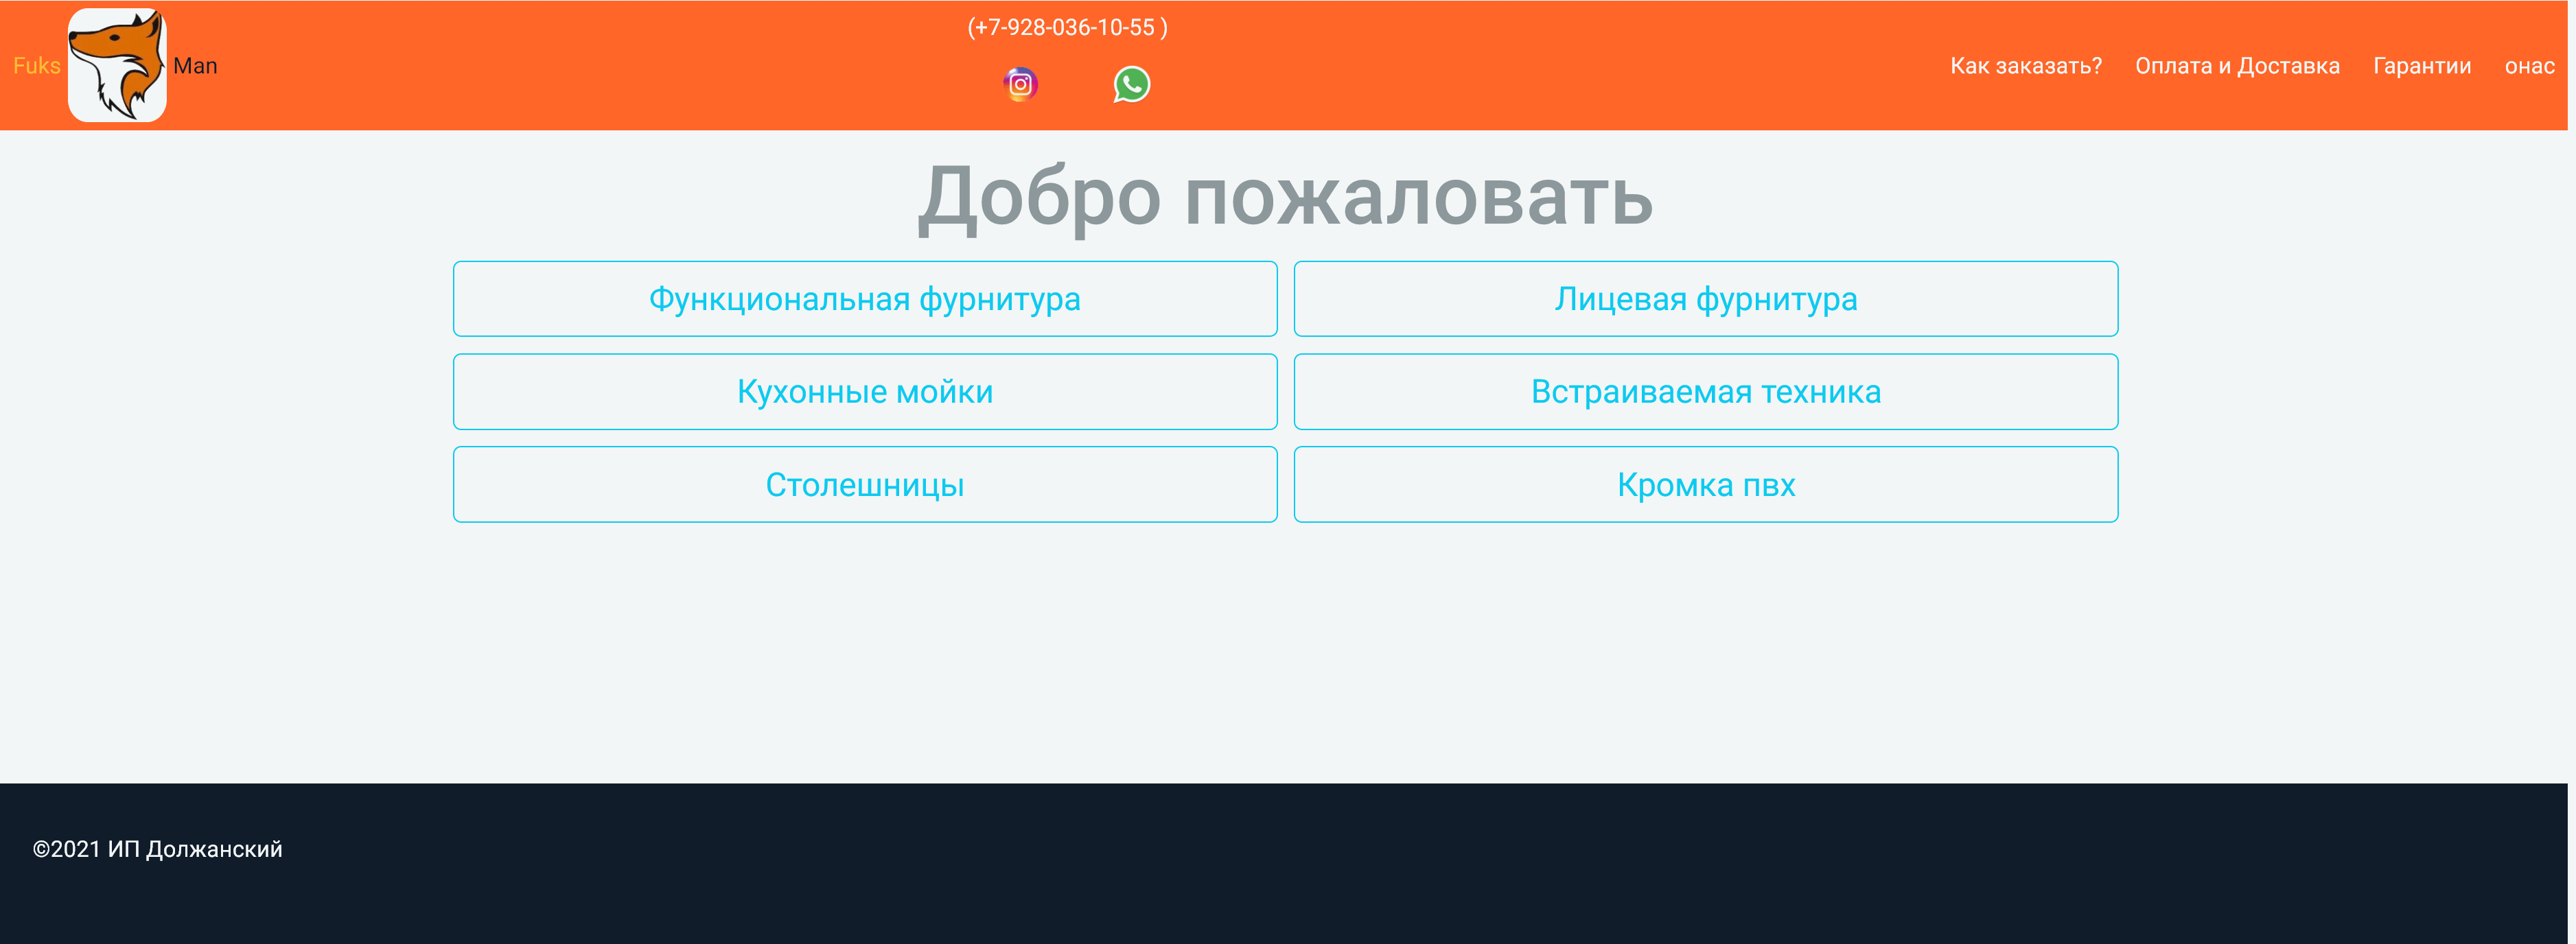 Fuks Man
(+7-928-036-10-55 )
Как заказать? Оплата и Доставка Гарантии онас
Добро пожаловать
Функциональная фурнитура
Лицевая фурнитура
Кухонные мойки
Встраиваемая техника
Столешницы
Кромка пвх
©2021 ИП Должанский